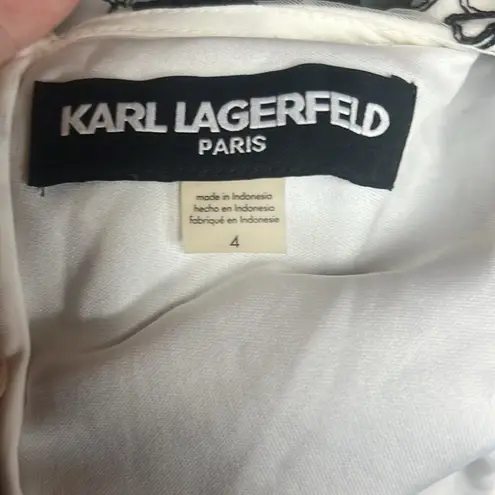 KARL LAGERFELD
PARIS
made in Indonesia
hecho en Indonesia
fabriqué en Indonesie
4